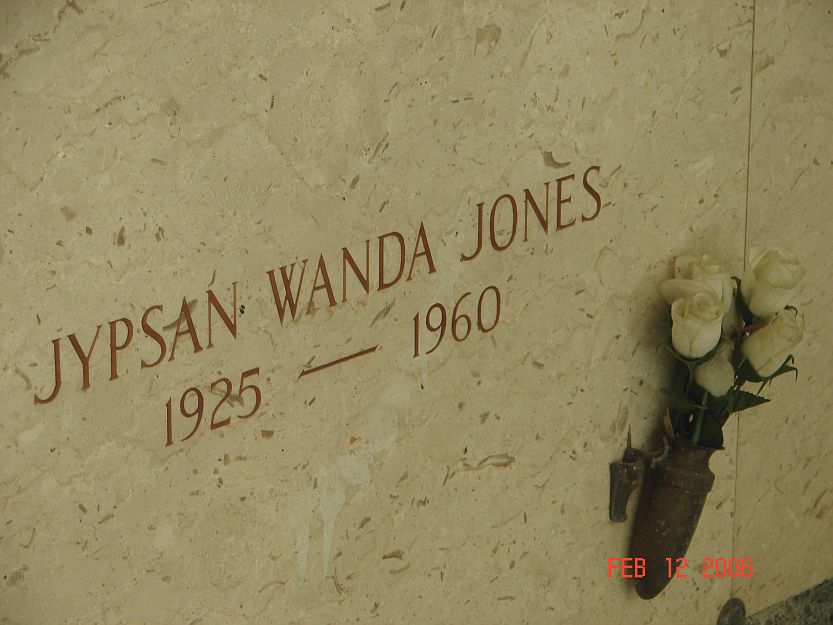 JYPSAN WANDA JONES
1925 — 1960
FEB 12 2006